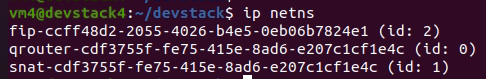 vm4@devstack4:~/devstack$ ip netns
fip-ccff48d2-2055-4026-b4e5-0eb06b7824e1 (id: 2)
qrouter-cdf3755f-fe75-415e-8ad6-e207c1cf1e4c (id: 0)
snat-cdf3755f-fe75-415e-8ad6-e207c1cf1e4c (id: 1)